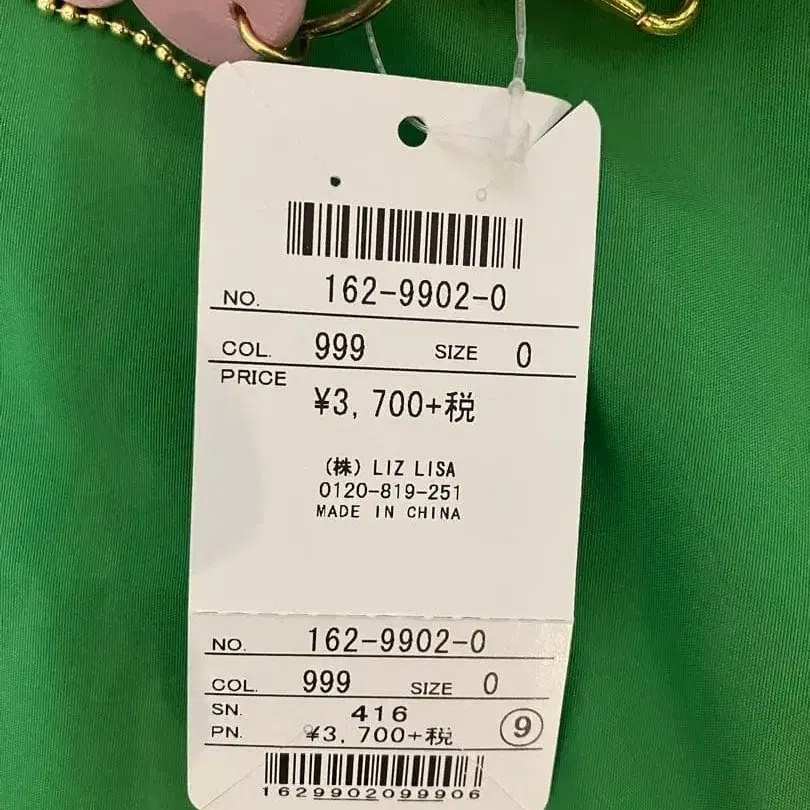 NO. 162-9902-0
COL. 999 SIZE 0
PRICE
¥3,700+税
(株) LIZ LISA
0120-819-251
MADE IN CHINA
NO. 162-9902-0
COL. 999 SIZE 0
SN. 416
PN. ¥3,700+税 ⑨
1629902099906